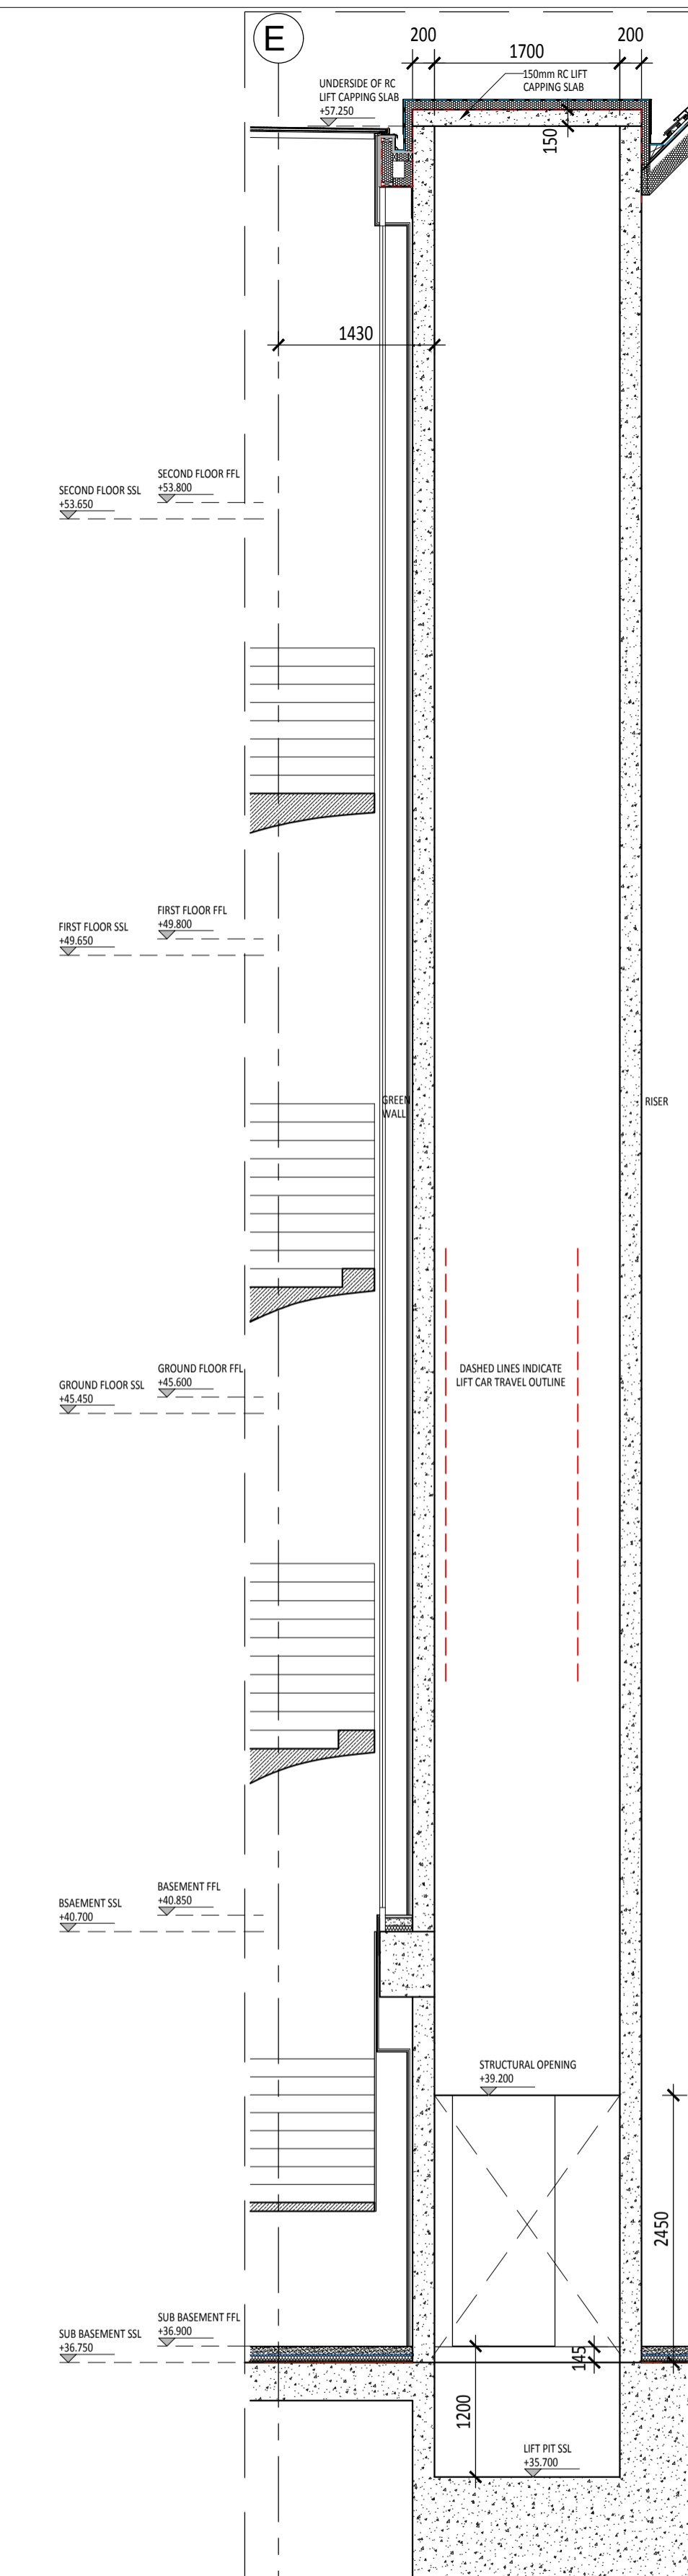 E
200
1700
200
UNDERSIDE OF RC
LIFT CAPPING SLAB
+57.250
150mm RC LIFT
CAPPING SLAB
150
1430
SECOND FLOOR FFL
+53.800
SECOND FLOOR SSL
+53.650
FIRST FLOOR FFL
+49.800
FIRST FLOOR SSL
+49.650
GREEN
WALL
RISER
GROUND FLOOR FFL
+45.600
GROUND FLOOR SSL
+45.450
DASHED LINES INDICATE
LIFT CAR TRAVEL OUTLINE
BASEMENT FFL
+40.850
BSAEMENT SSL
+40.700
STRUCTURAL OPENING
+39.200
2450
SUB BASEMENT FFL
+36.900
SUB BASEMENT SSL
+36.750
145
1200
LIFT PIT SSL
+35.700